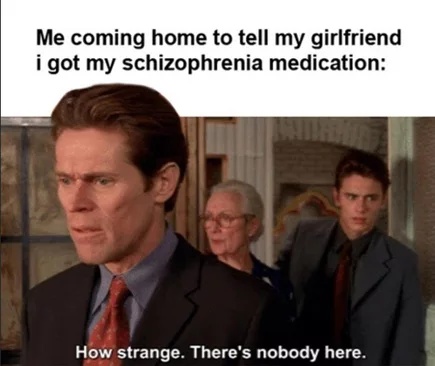 Me coming home to tell my girlfriend
i got my schizophrenia medication:
How strange. There's nobody here.